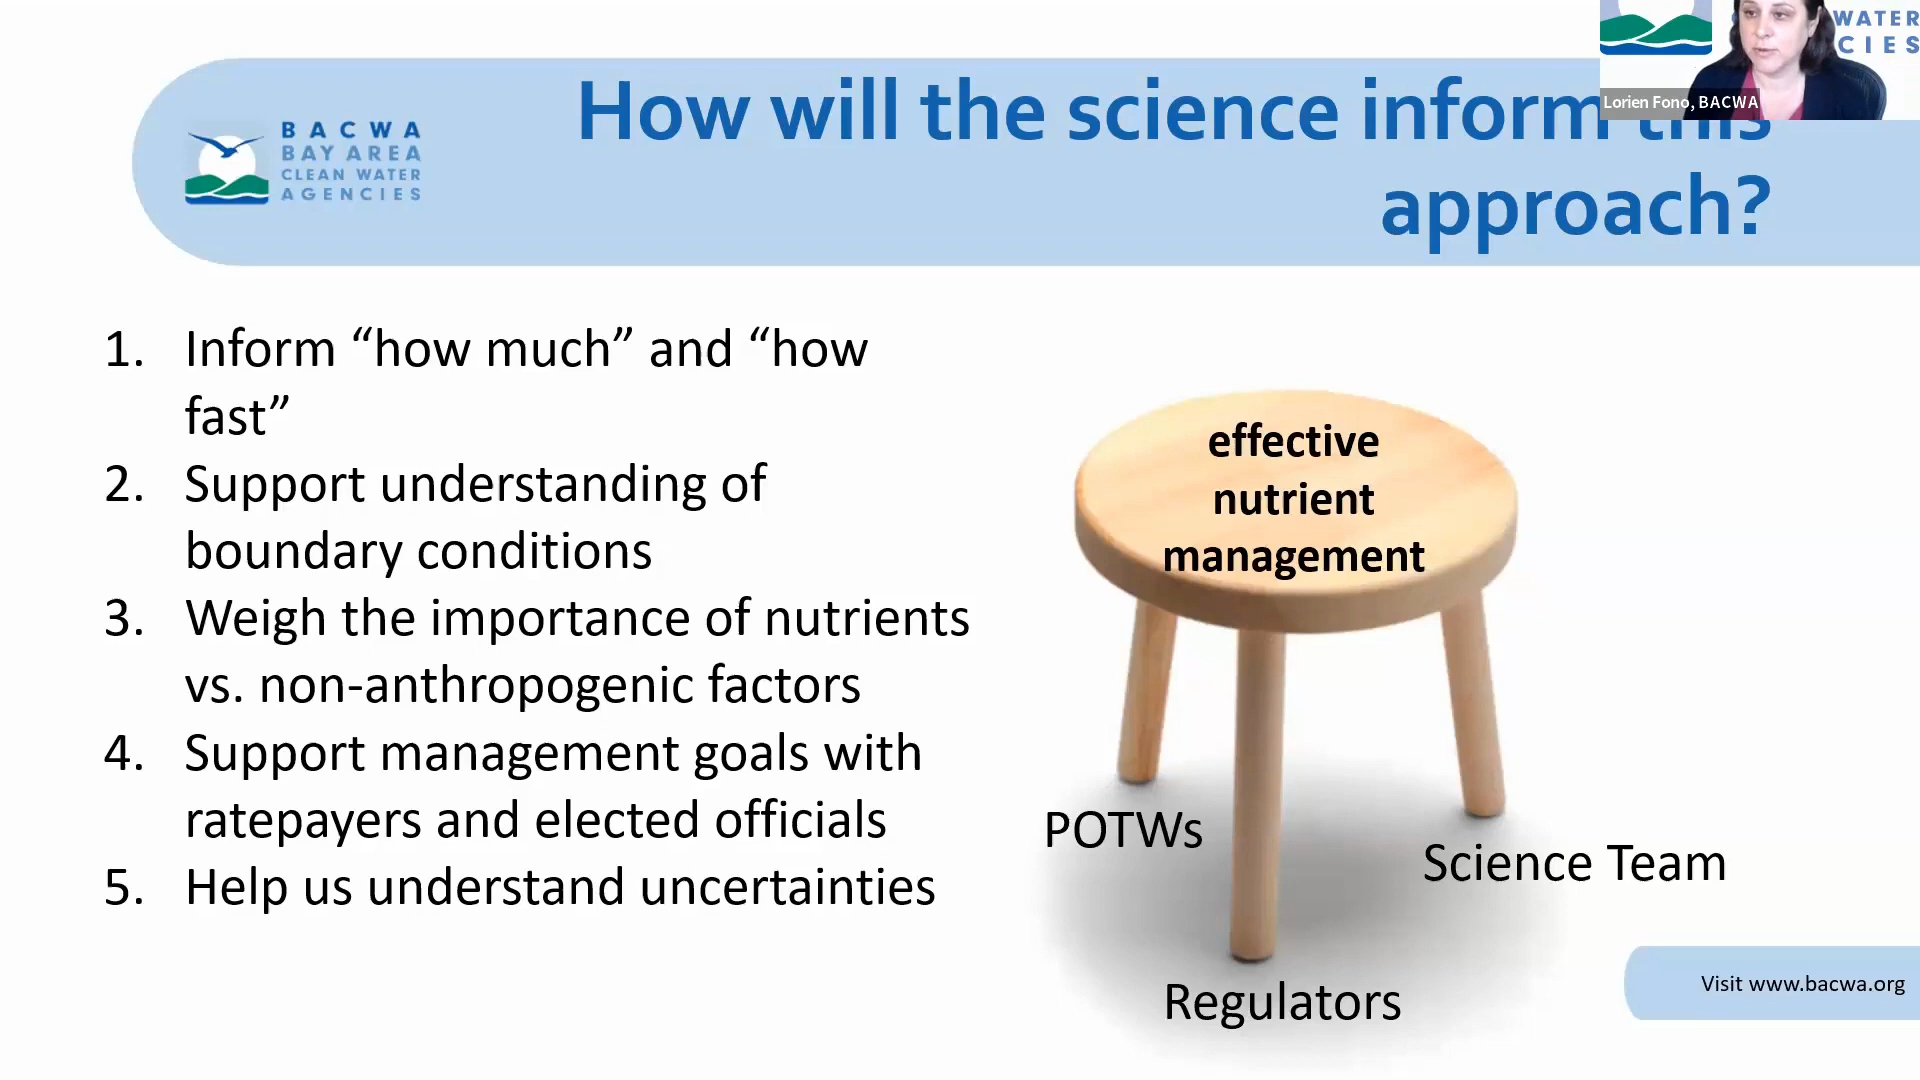 WATER
CIES
Lorien Fono, BACWA
How will the science inform this
approach?
BACWA
BAY AREA
CLEAN WATER
AGENCIES
1. Inform “how much” and “how
fast”
2. Support understanding of
boundary conditions
3. Weigh the importance of nutrients
vs. non-anthropogenic factors
4. Support management goals with
ratepayers and elected officials
5. Help us understand uncertainties
effective
nutrient
management
POTWs
Science Team
Regulators
Visit www.bacwa.org